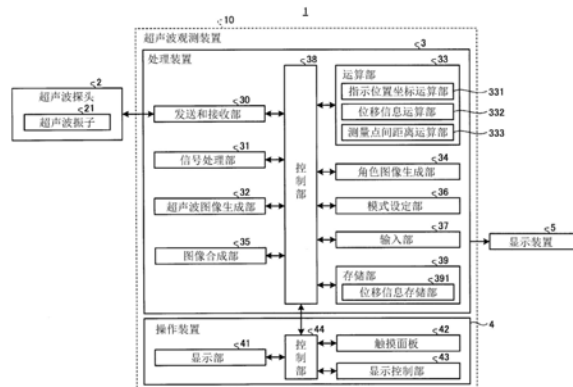 1
10
超声波观测装置
3
处理装置
38
33
运算部
指示位置坐标运算部
331
位移信息运算部
332
测量点间距离运算部
333
2
超声波探头
21
超声波振子
30
发送和接收部
31
信号处理部
32
超声波图像生成部
35
图像合成部
控制部
34
角色图像生成部
36
模式设定部
37
输入部
39
存储部
391
位移信息存储部
5
显示装置
4
操作装置
44
控制部
41
显示部
42
触摸面板
43
显示控制部